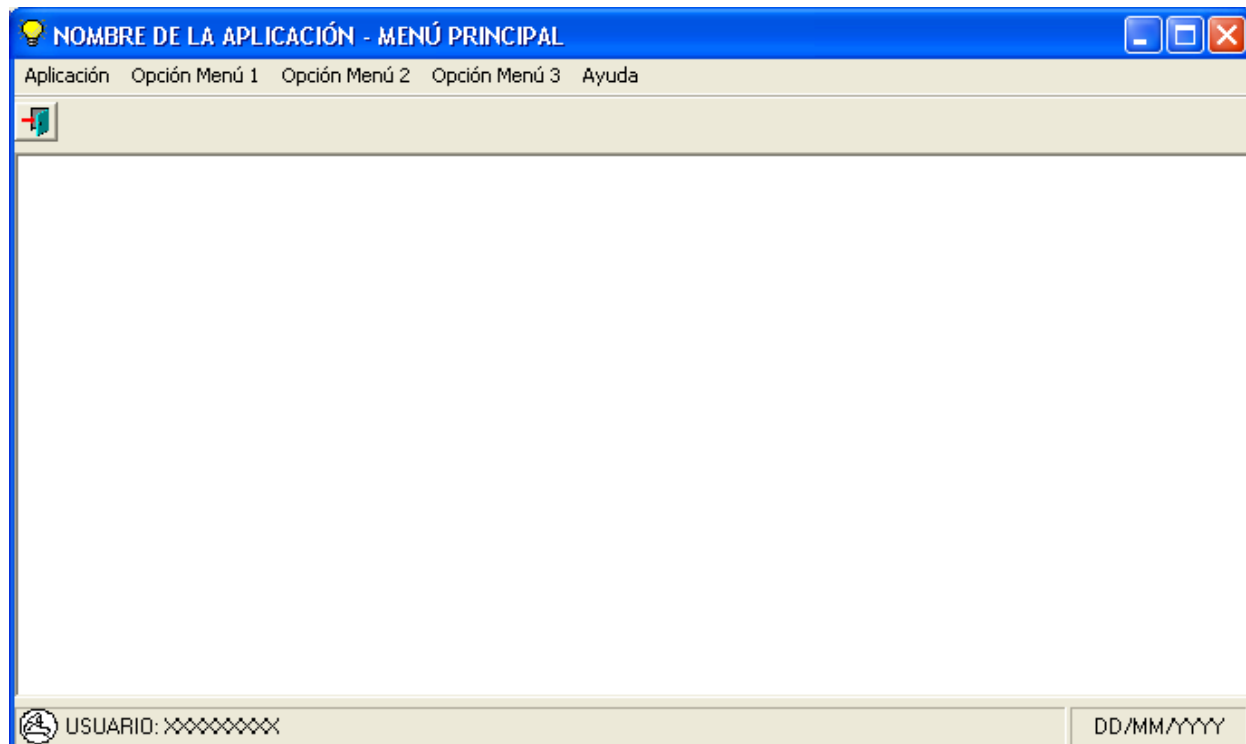 NOMBRE DE LA APLICACIÓN - MENÚ PRINCIPAL
Aplicación Opción Menú 1 Opción Menú 2 Opción Menú 3 Ayuda
USUARIO: XXXXXXXXX DD/MM/YYYY